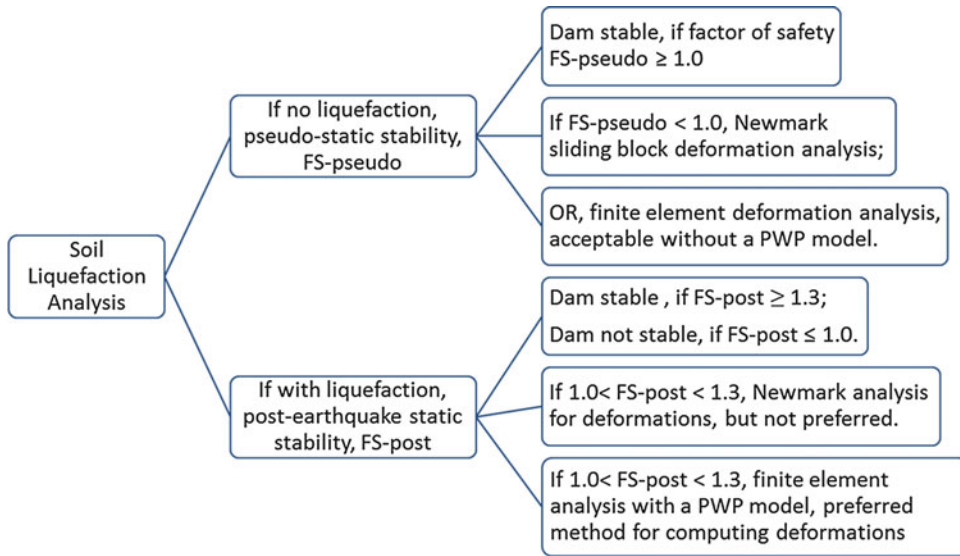 Soil
Liquefaction
Analysis
If no liquefaction,
pseudo-static stability,
FS-pseudo
Dam stable, if factor of safety
FS-pseudo ≥ 1.0
If FS-pseudo < 1.0, Newmark
sliding block deformation analysis;
OR, finite element deformation analysis,
acceptable without a PWP model.
If with liquefaction,
post-earthquake static
stability, FS-post
Dam stable , if FS-post ≥ 1.3;
Dam not stable, if FS-post ≤ 1.0.
If 1.0< FS-post < 1.3, Newmark analysis
for deformations, but not preferred.
If 1.0< FS-post < 1.3, finite element
analysis with a PWP model, preferred
method for computing deformations